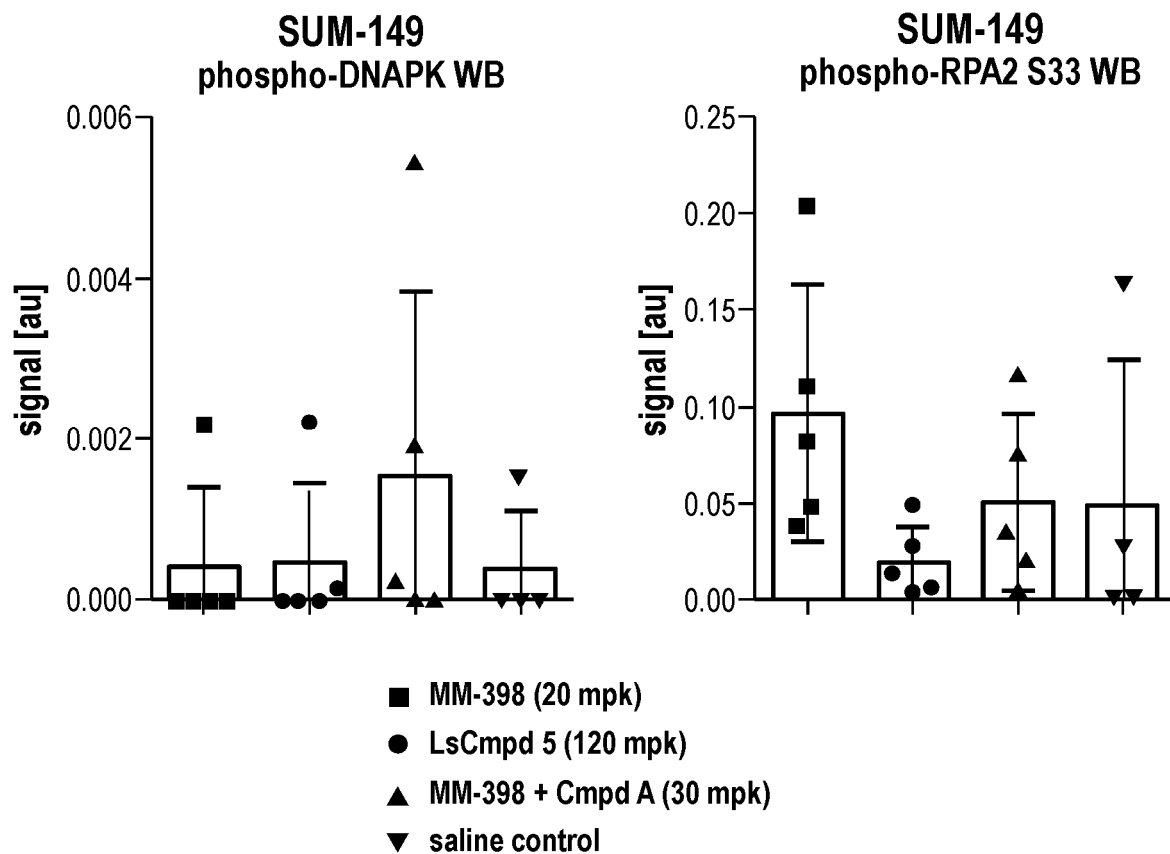 SUM-149
phospho-DNAPK WB
signal [au]
0.006
0.004
0.002
0.000
SUM-149
phospho-RPA2 S33 WB
signal [au]
0.25
0.20
0.15
0.10
0.05
0.00
MM-398 (20 mpk)
LsCmpd 5 (120 mpk)
MM-398 + Cmpd A (30 mpk)
saline control